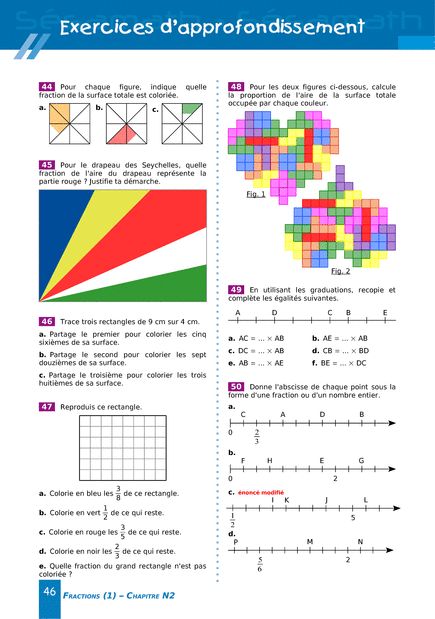 Exercices d'approfondissement
44 Pour chaque figure, indique quelle
fraction de la surface totale est coloriée.
a. b. c.
45 Pour le drapeau des Seychelles, quelle
fraction de l'aire du drapeau représente la
partie rouge ? Justifie ta démarche.
46 Trace trois rectangles de 9 cm sur 4 cm.
a. Partage le premier pour colorier les cinq
sixièmes de sa surface.
b. Partage le second pour colorier les sept
douzièmes de sa surface.
c. Partage le troisième pour colorier les trois
huitièmes de sa surface.
47 Reproduis ce rectangle.
a. Colorie en bleu les 3/8 de ce rectangle.
b. Colorie en vert 1/2 de ce qui reste.
c. Colorie en rouge les 3/5 de ce qui reste.
d. Colorie en noir les 2/3 de ce qui reste.
e. Quelle fraction du grand rectangle n'est pas
coloriée ?
48 Pour les deux figures ci-dessous, calcule
la proportion de l'aire de la surface totale
occupée par chaque couleur.
Fig. 1
Fig. 2
49 En utilisant les graduations, recopie et
complète les égalités suivantes.
A D C B E
a. AC = ... × AB b. AE = ... × AB
c. DC = ... × AB d. CB = ... × BD
e. AB = ... × AE f. BE = ... × DC
50 Donne l'abscisse de chaque point sous la
forme d'une fraction ou d'un nombre entier.
a.
C A D B
0 2/3
b.
F H E G
0 2
c. énoncé modifié
I K J L
1/2 5
d.
P M N
5/6 2
46 FRACTIONS (1) – CHAPITRE N2